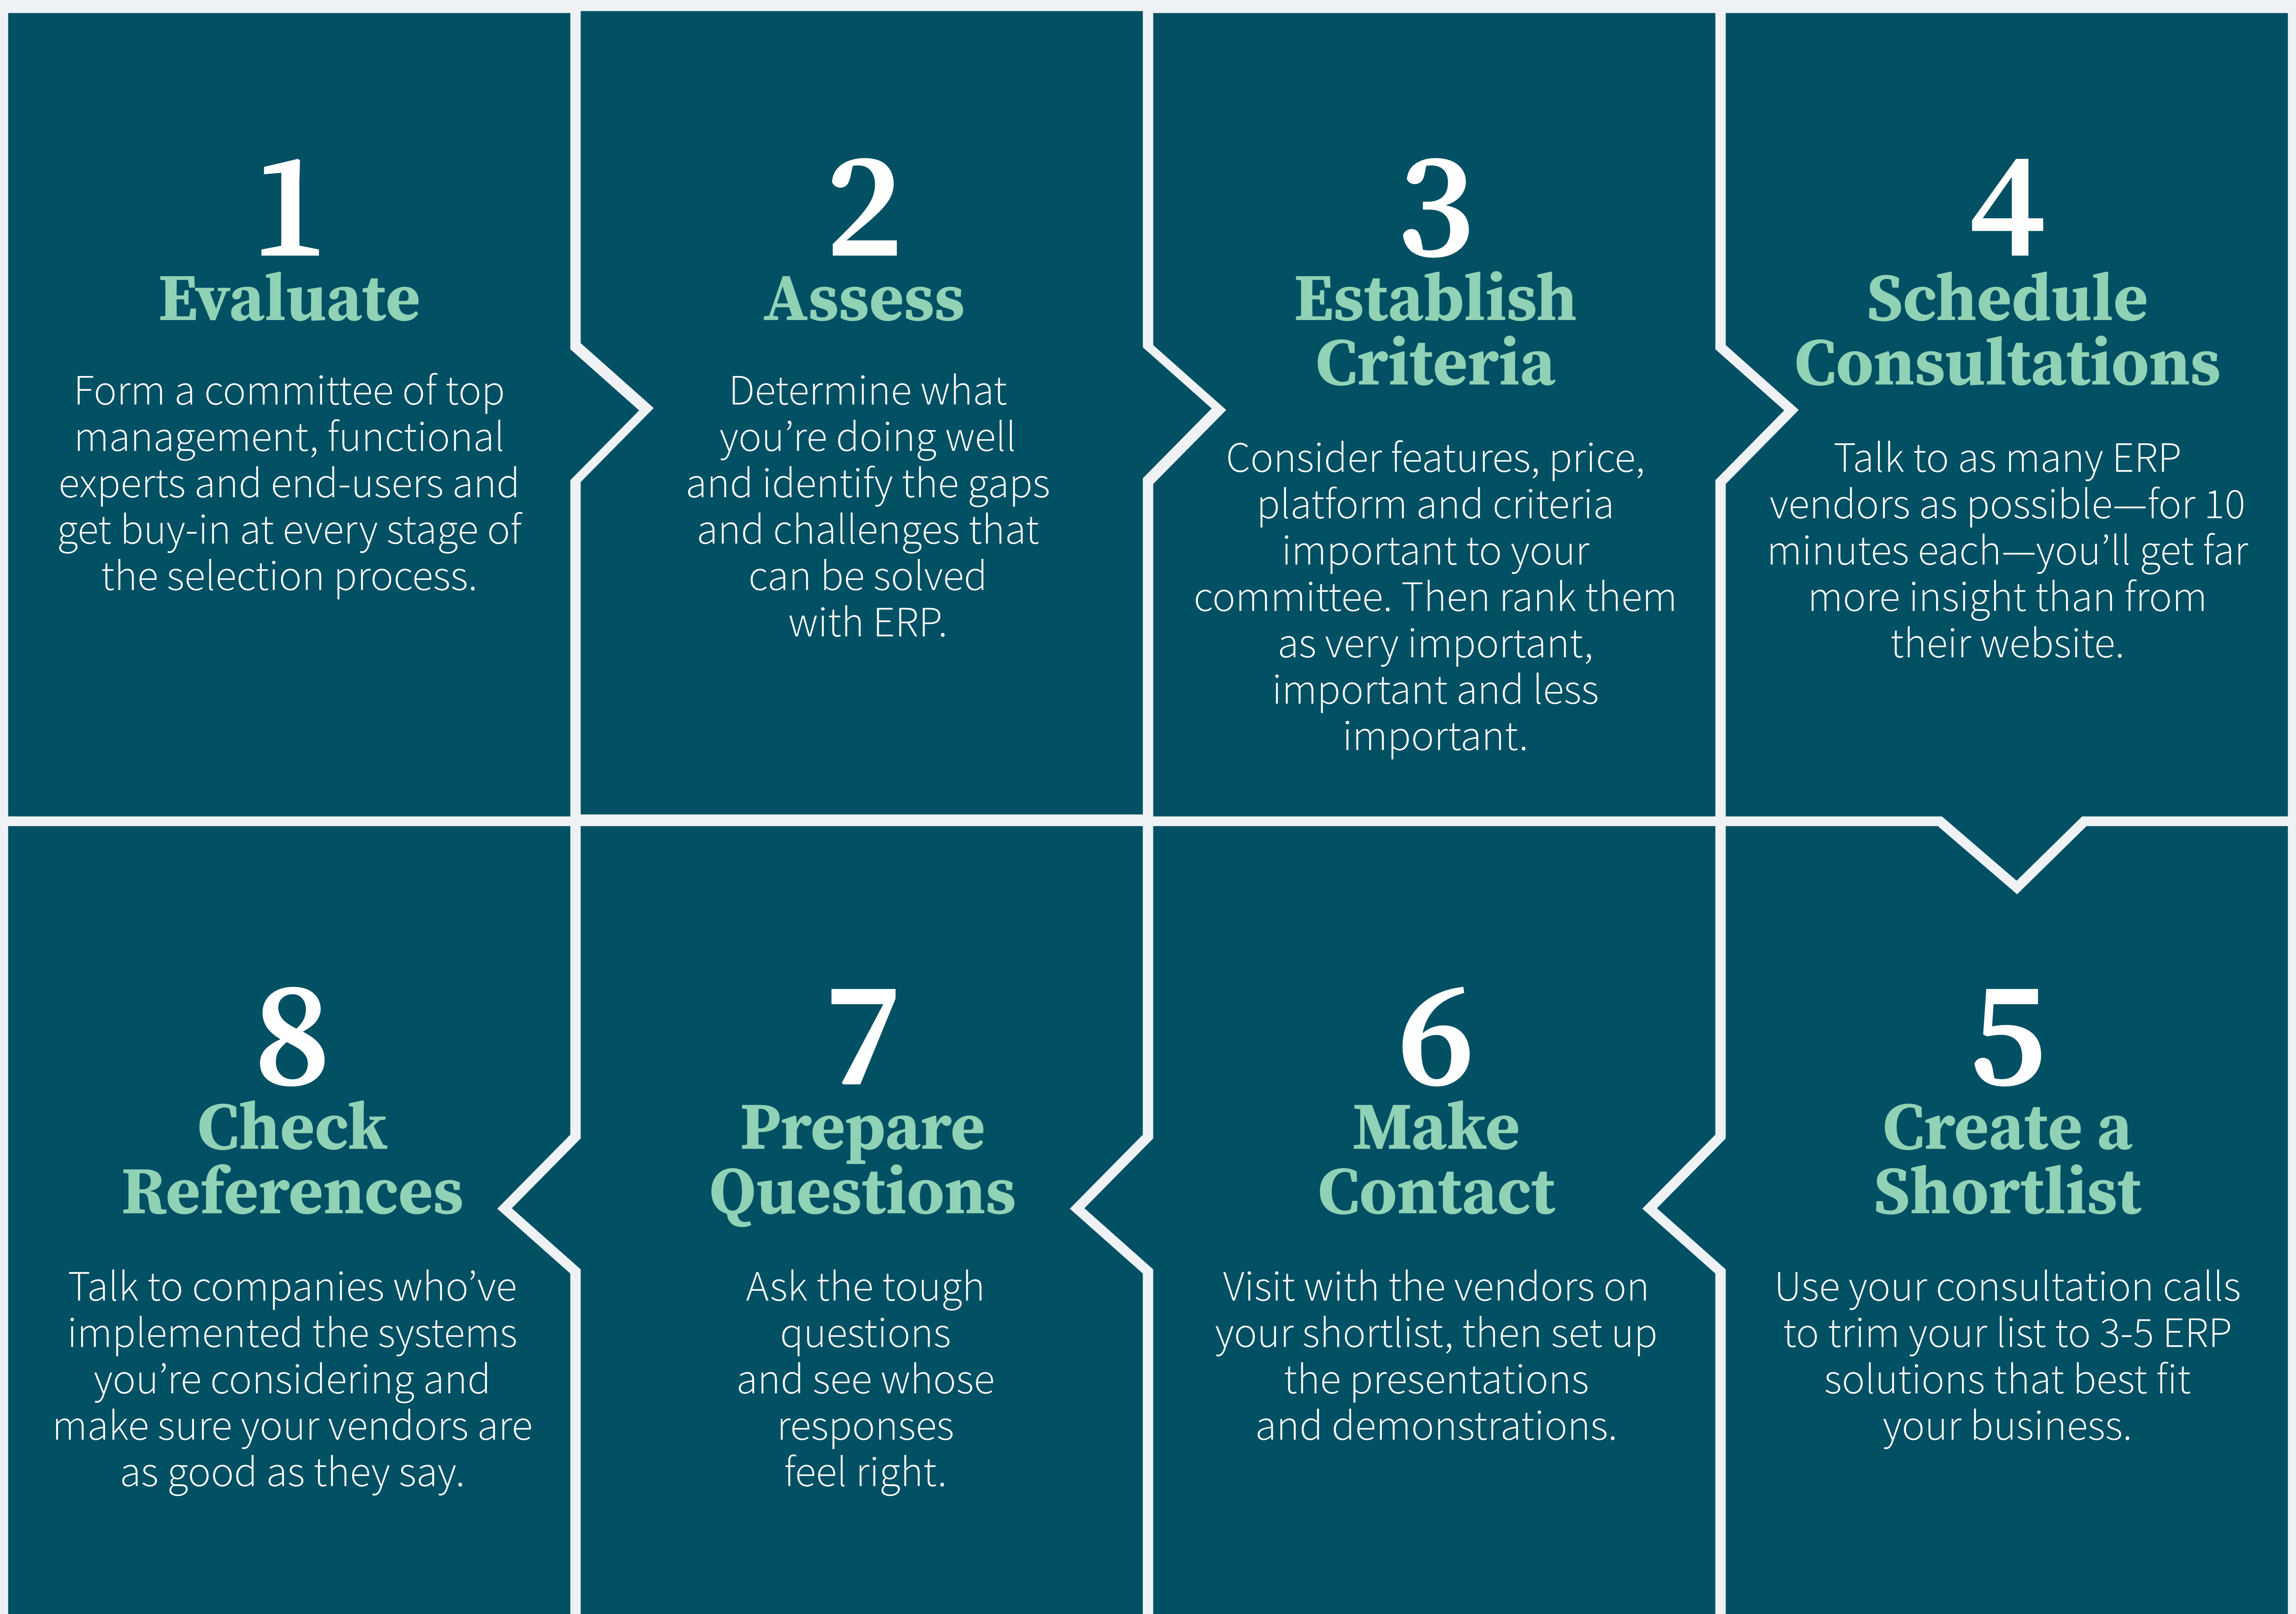 1
Evaluate
Form a committee of top
management, functional
experts and end-users and
get buy-in at every stage of
the selection process.
2
Assess
Determine what
you’re doing well
and identify the gaps
and challenges that
can be solved
with ERP.
3
Establish
Criteria
Consider features, price,
platform and criteria
important to your
committee. Then rank them
as very important,
important and less
important.
4
Schedule
Consultations
Talk to as many ERP
vendors as possible—for 10
minutes each—you’ll get far
more insight than from
their website.
5
Create a
Shortlist
Use your consultation calls
to trim your list to 3-5 ERP
solutions that best fit
your business.
6
Make
Contact
Visit with the vendors on
your shortlist, then set up
the presentations
and demonstrations.
7
Prepare
Questions
Ask the tough
questions
and see whose
responses
feel right.
8
Check
References
Talk to companies who’ve
implemented the systems
you’re considering and
make sure your vendors are
as good as they say.